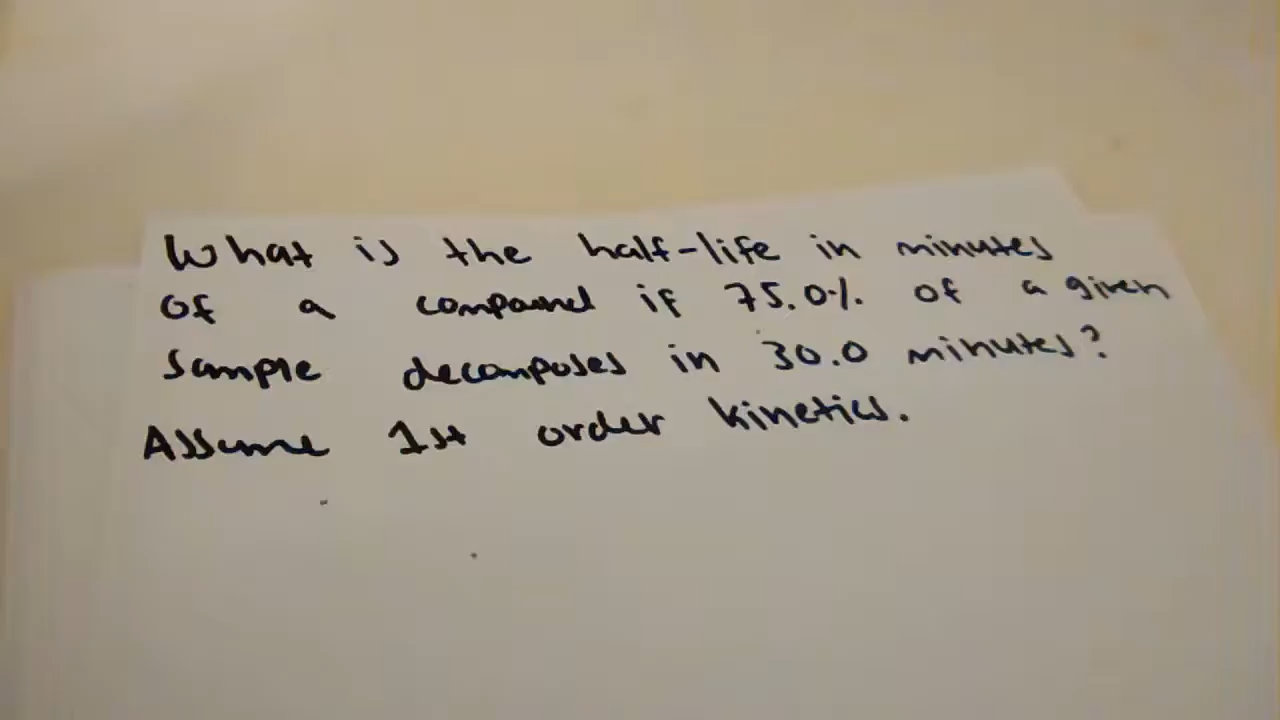 What is the half-life in minutes
of a compound if 75.0% of a given
sample decomposes in 30.0 minutes?
Assume 1st order kinetics.